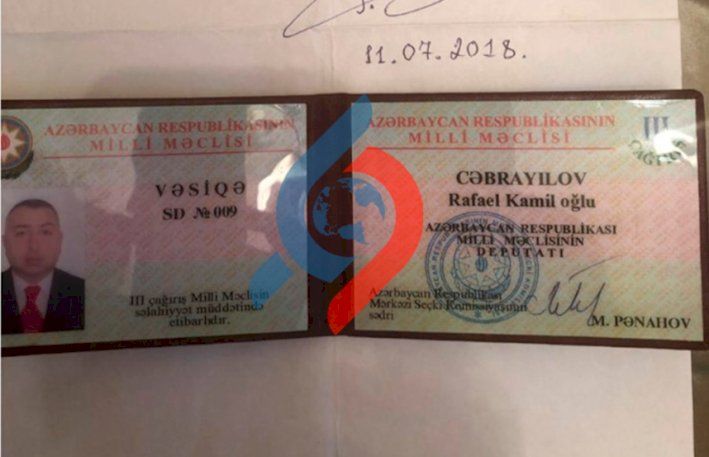 11.07.2018.
AZƏRBAYCAN RESPUBLİKASININ
MİLLİ MƏCLİSİ
VƏSİQƏ
SD № 009
III çağırış Milli Məclisin
səlahiyyət müddətində
etibarlıdır.
AZƏRBAYCAN RESPUBLİKASININ
MİLLİ MƏCLİSİ
III
ÇAĞIRIŞ
CƏBRAYILOV
Rafael Kamil oğlu
AZƏRBAYCAN RESPUBLİKASI
MİLLİ MƏCLİSİNİN
DEPUTATI
Azərbaycan Respublikası
Mərkəzi Seçki Komissiyasının
sədri
M. PƏNAHOV